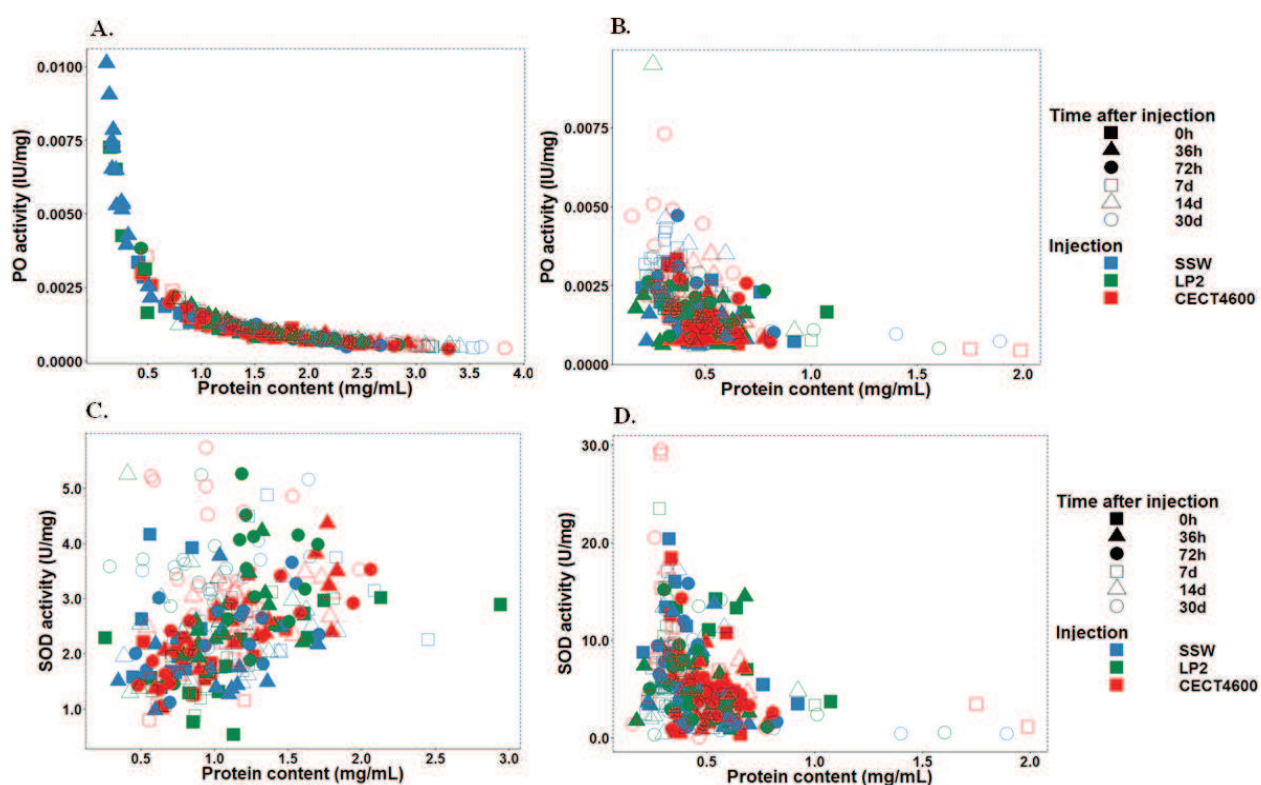 A.
B.
0.0100
0.0075
0.0050
0.0025
0.0000
PO activity (IU/mg)
0.5 1.0 1.5 2.0 2.5 3.0 3.5 4.0
Protein content (mg/mL)
0.0075
0.0050
0.0025
0.0000
PO activity (IU/mg)
0.5 1.0 1.5 2.0
Protein content (mg/mL)
Time after injection
0h
36h
72h
7d
14d
30d
Injection
SSW
LP2
CECT4600
C.
D.
5.0
4.0
3.0
2.0
1.0
SOD activity (U/mg)
0.5 1.0 1.5 2.0 2.5 3.0
Protein content (mg/mL)
30.0
20.0
10.0
0.0
SOD activity (U/mg)
0.5 1.0 1.5 2.0
Protein content (mg/mL)
Time after injection
0h
36h
72h
7d
14d
30d
Injection
SSW
LP2
CECT4600